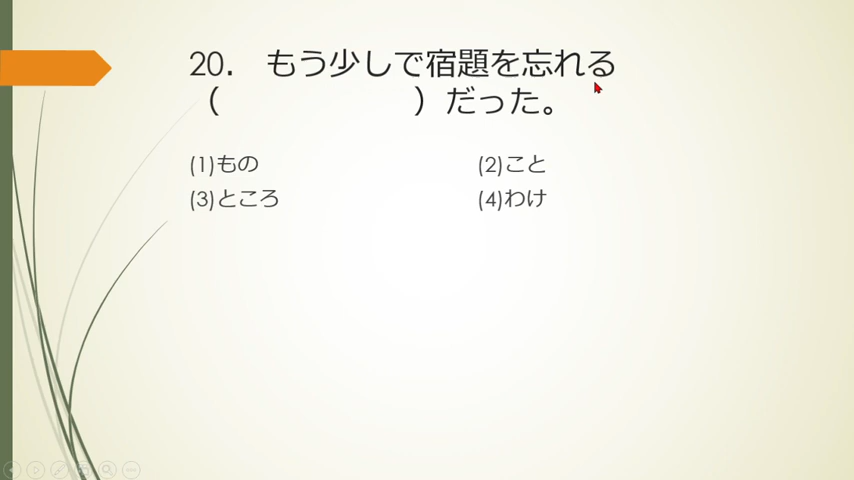 20. もう少しで宿題を忘れる
( )だった。
(1)もの (2)こと
(3)ところ (4)わけ